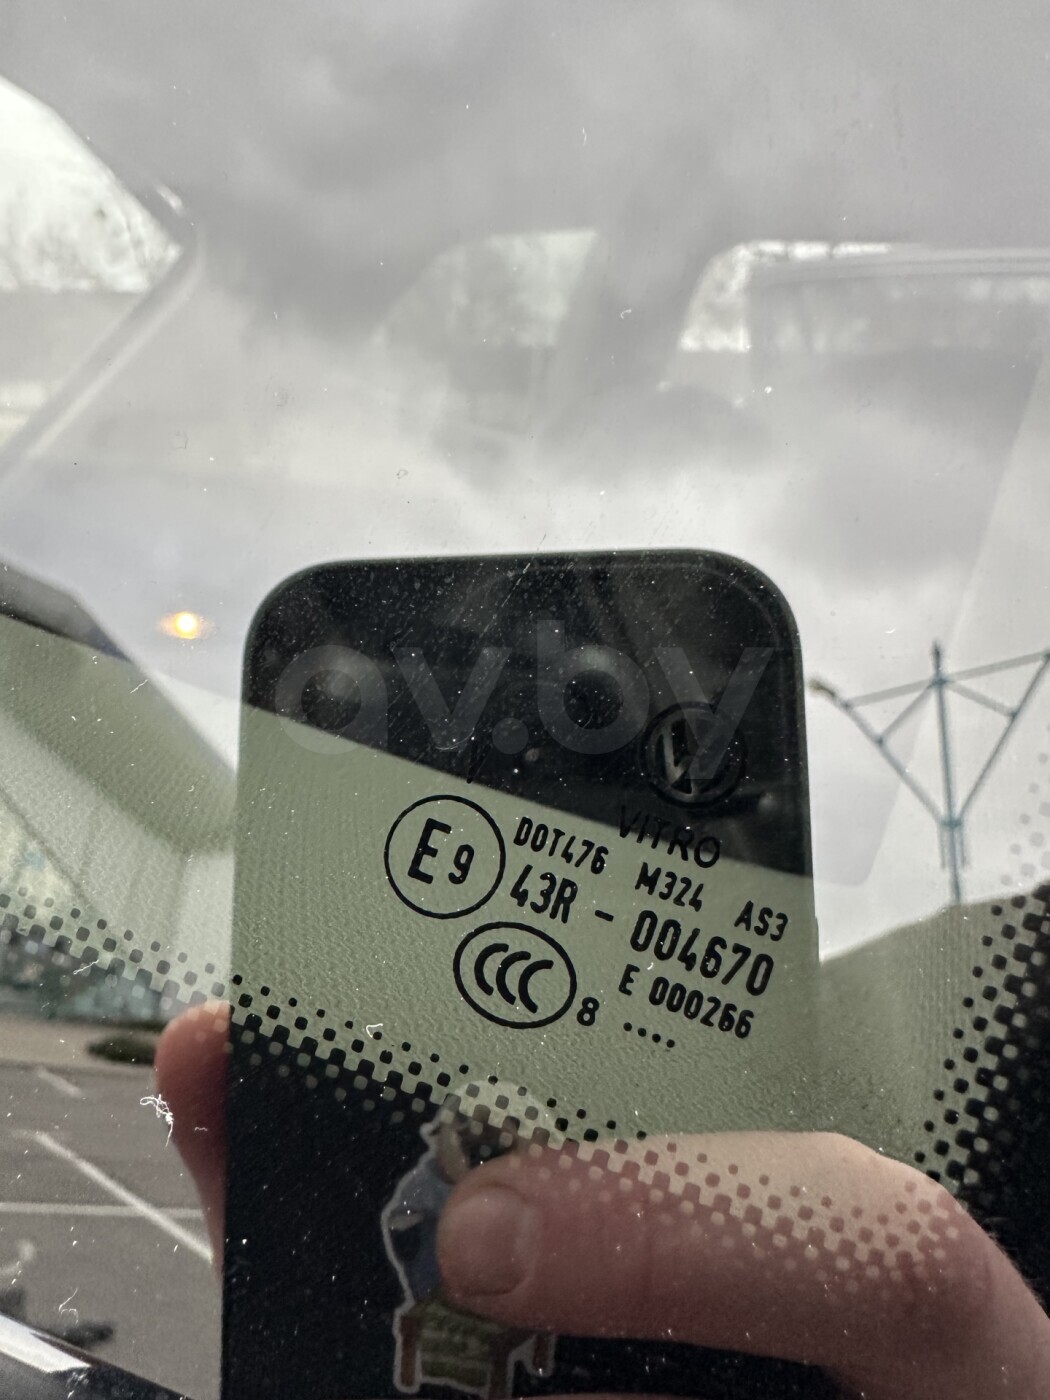 av.by
VITRO
E9
DOT476 M324 AS3
43R - 004670
E 000266
CCC
8 ....